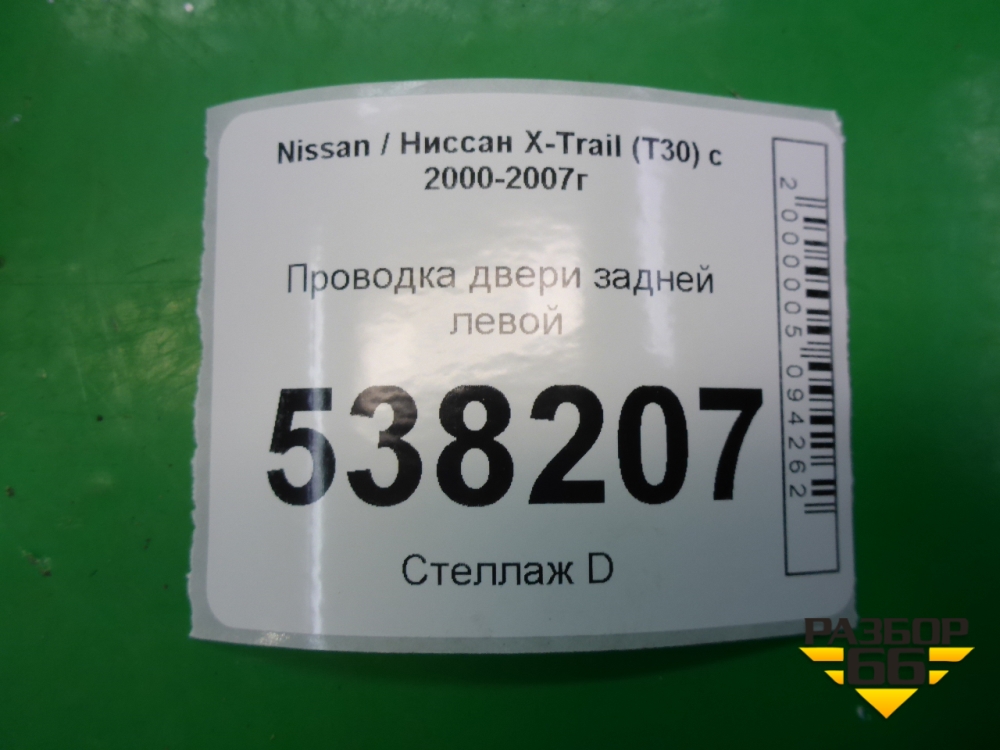 Nissan / Ниссан X-Trail (T30) с
2000-2007г
Проводка двери задней
левой
538207
Стеллаж D
2000005094262
РАЗБОР
66